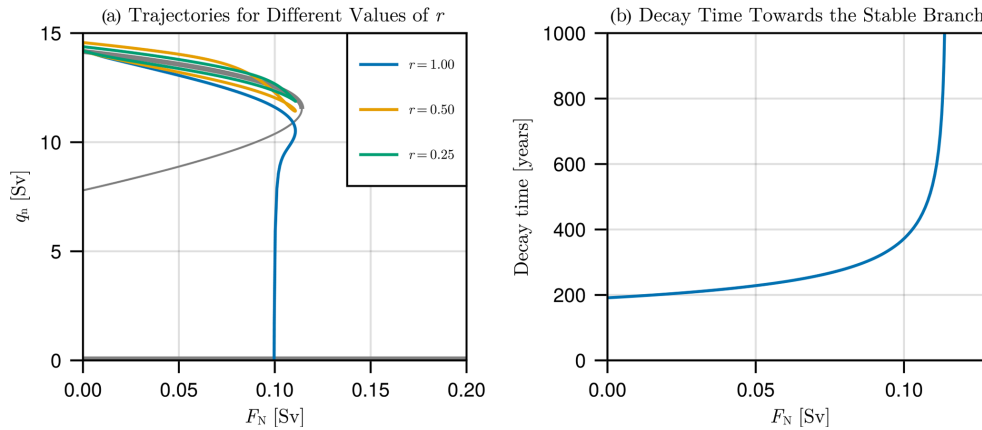 (a) Trajectories for Different Values of r
15
10
5
0
0.00
0.05
0.10
0.15
0.20
qₙ [Sv]
F_N [Sv]
r = 1.00
r = 0.50
r = 0.25
(b) Decay Time Towards the Stable Branch
1000
800
600
400
200
0
0.00
0.05
0.10
Decay time [years]
F_N [Sv]